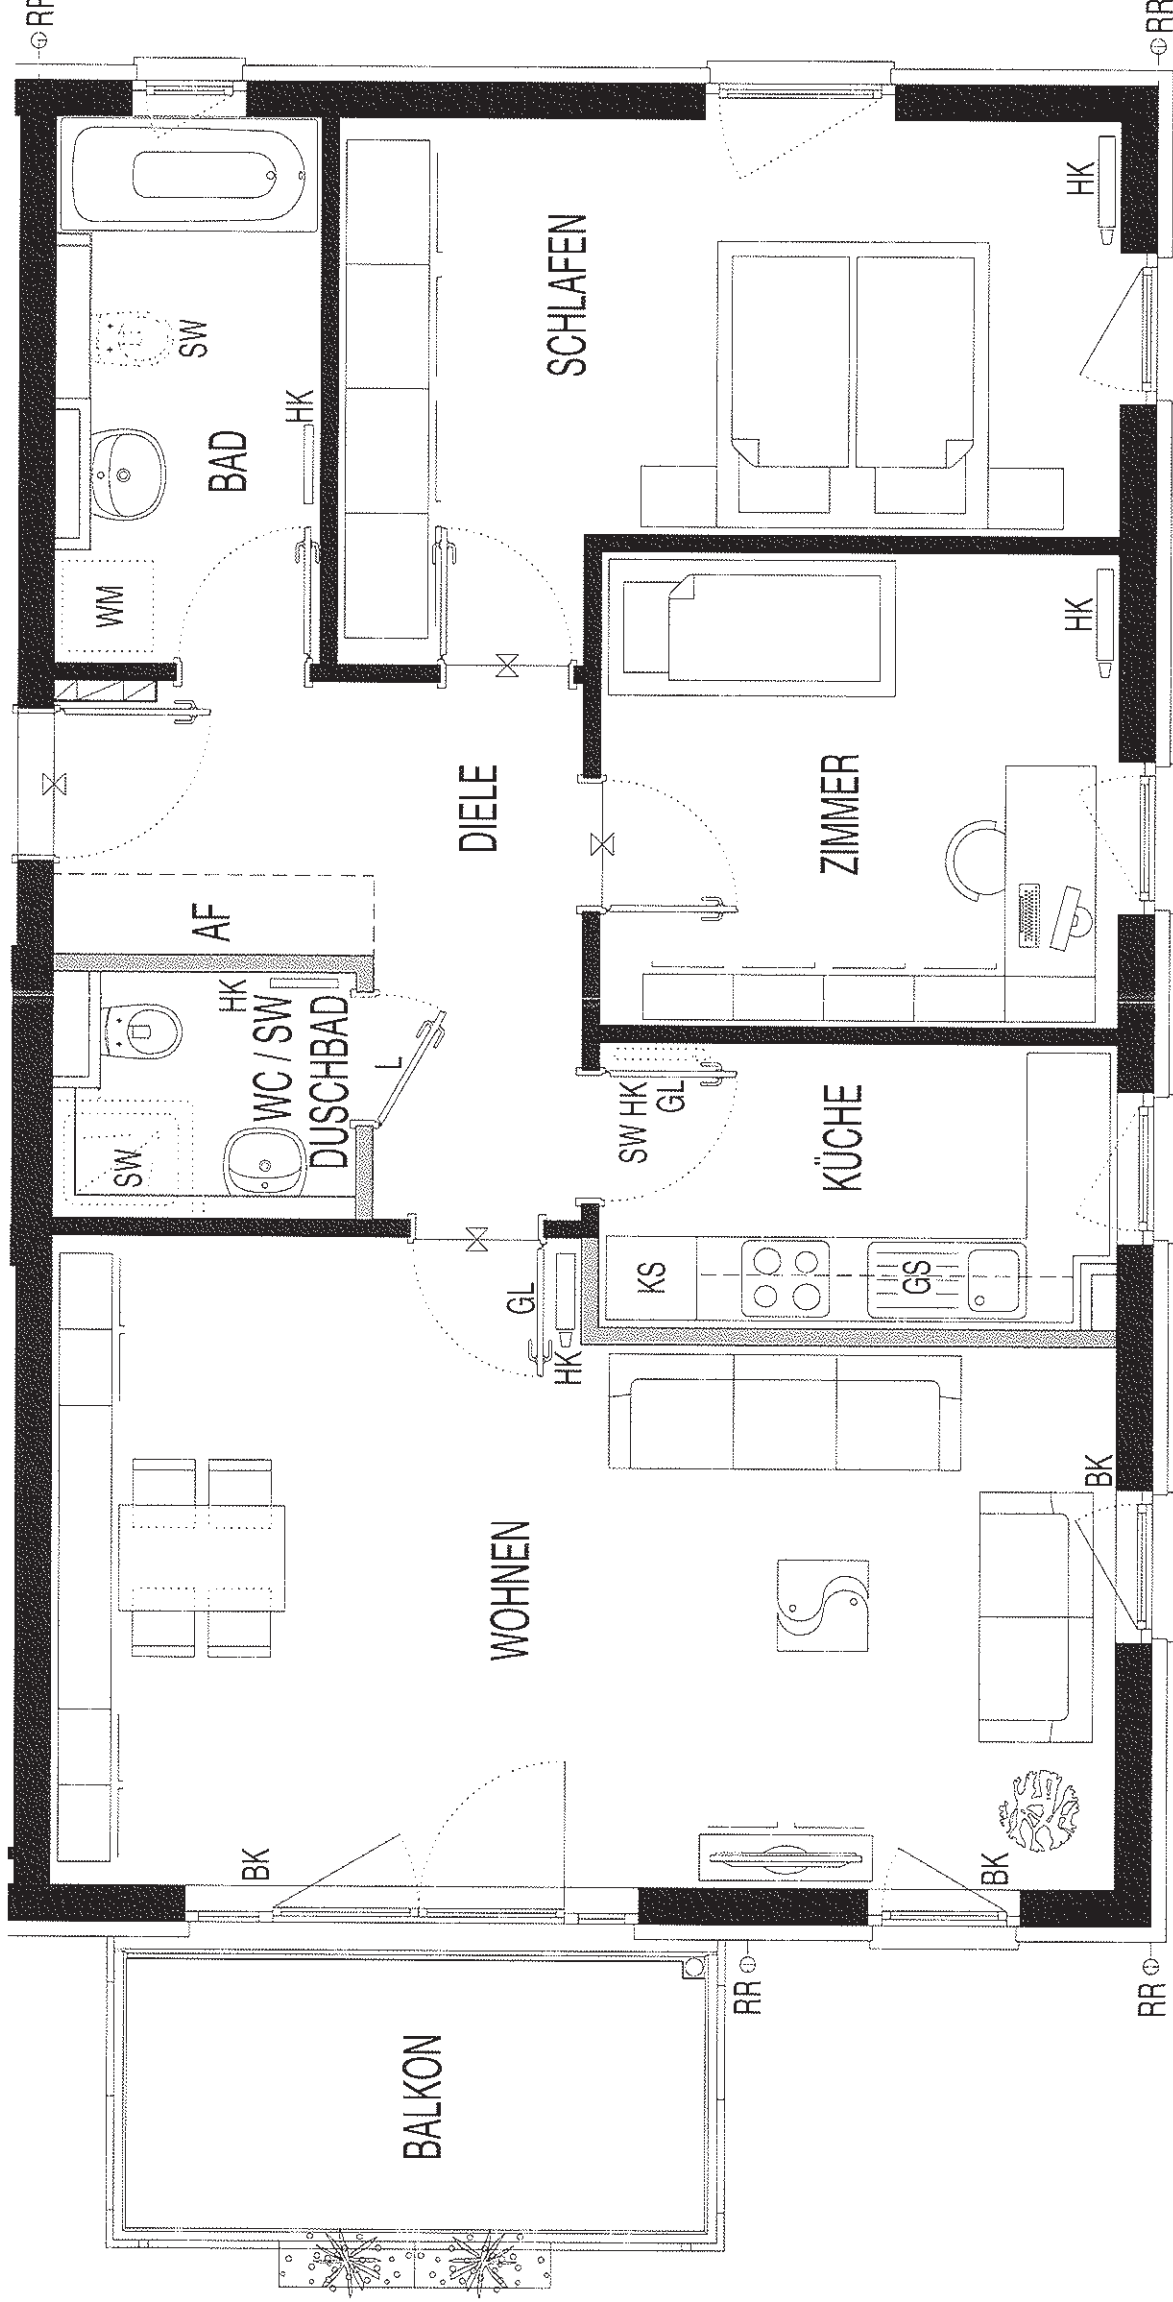 RR
RR
SW
HK
BAD
WM
SCHLAFEN
HK
AF
DIELE
ZIMMER
HK
SW
HK
WC / SW
DUSCHBAD
L
SW HK
GL
KÜCHE
KS
GS
GL
HK
WOHNEN
BK
BK
BK
BALKON
RR
RR